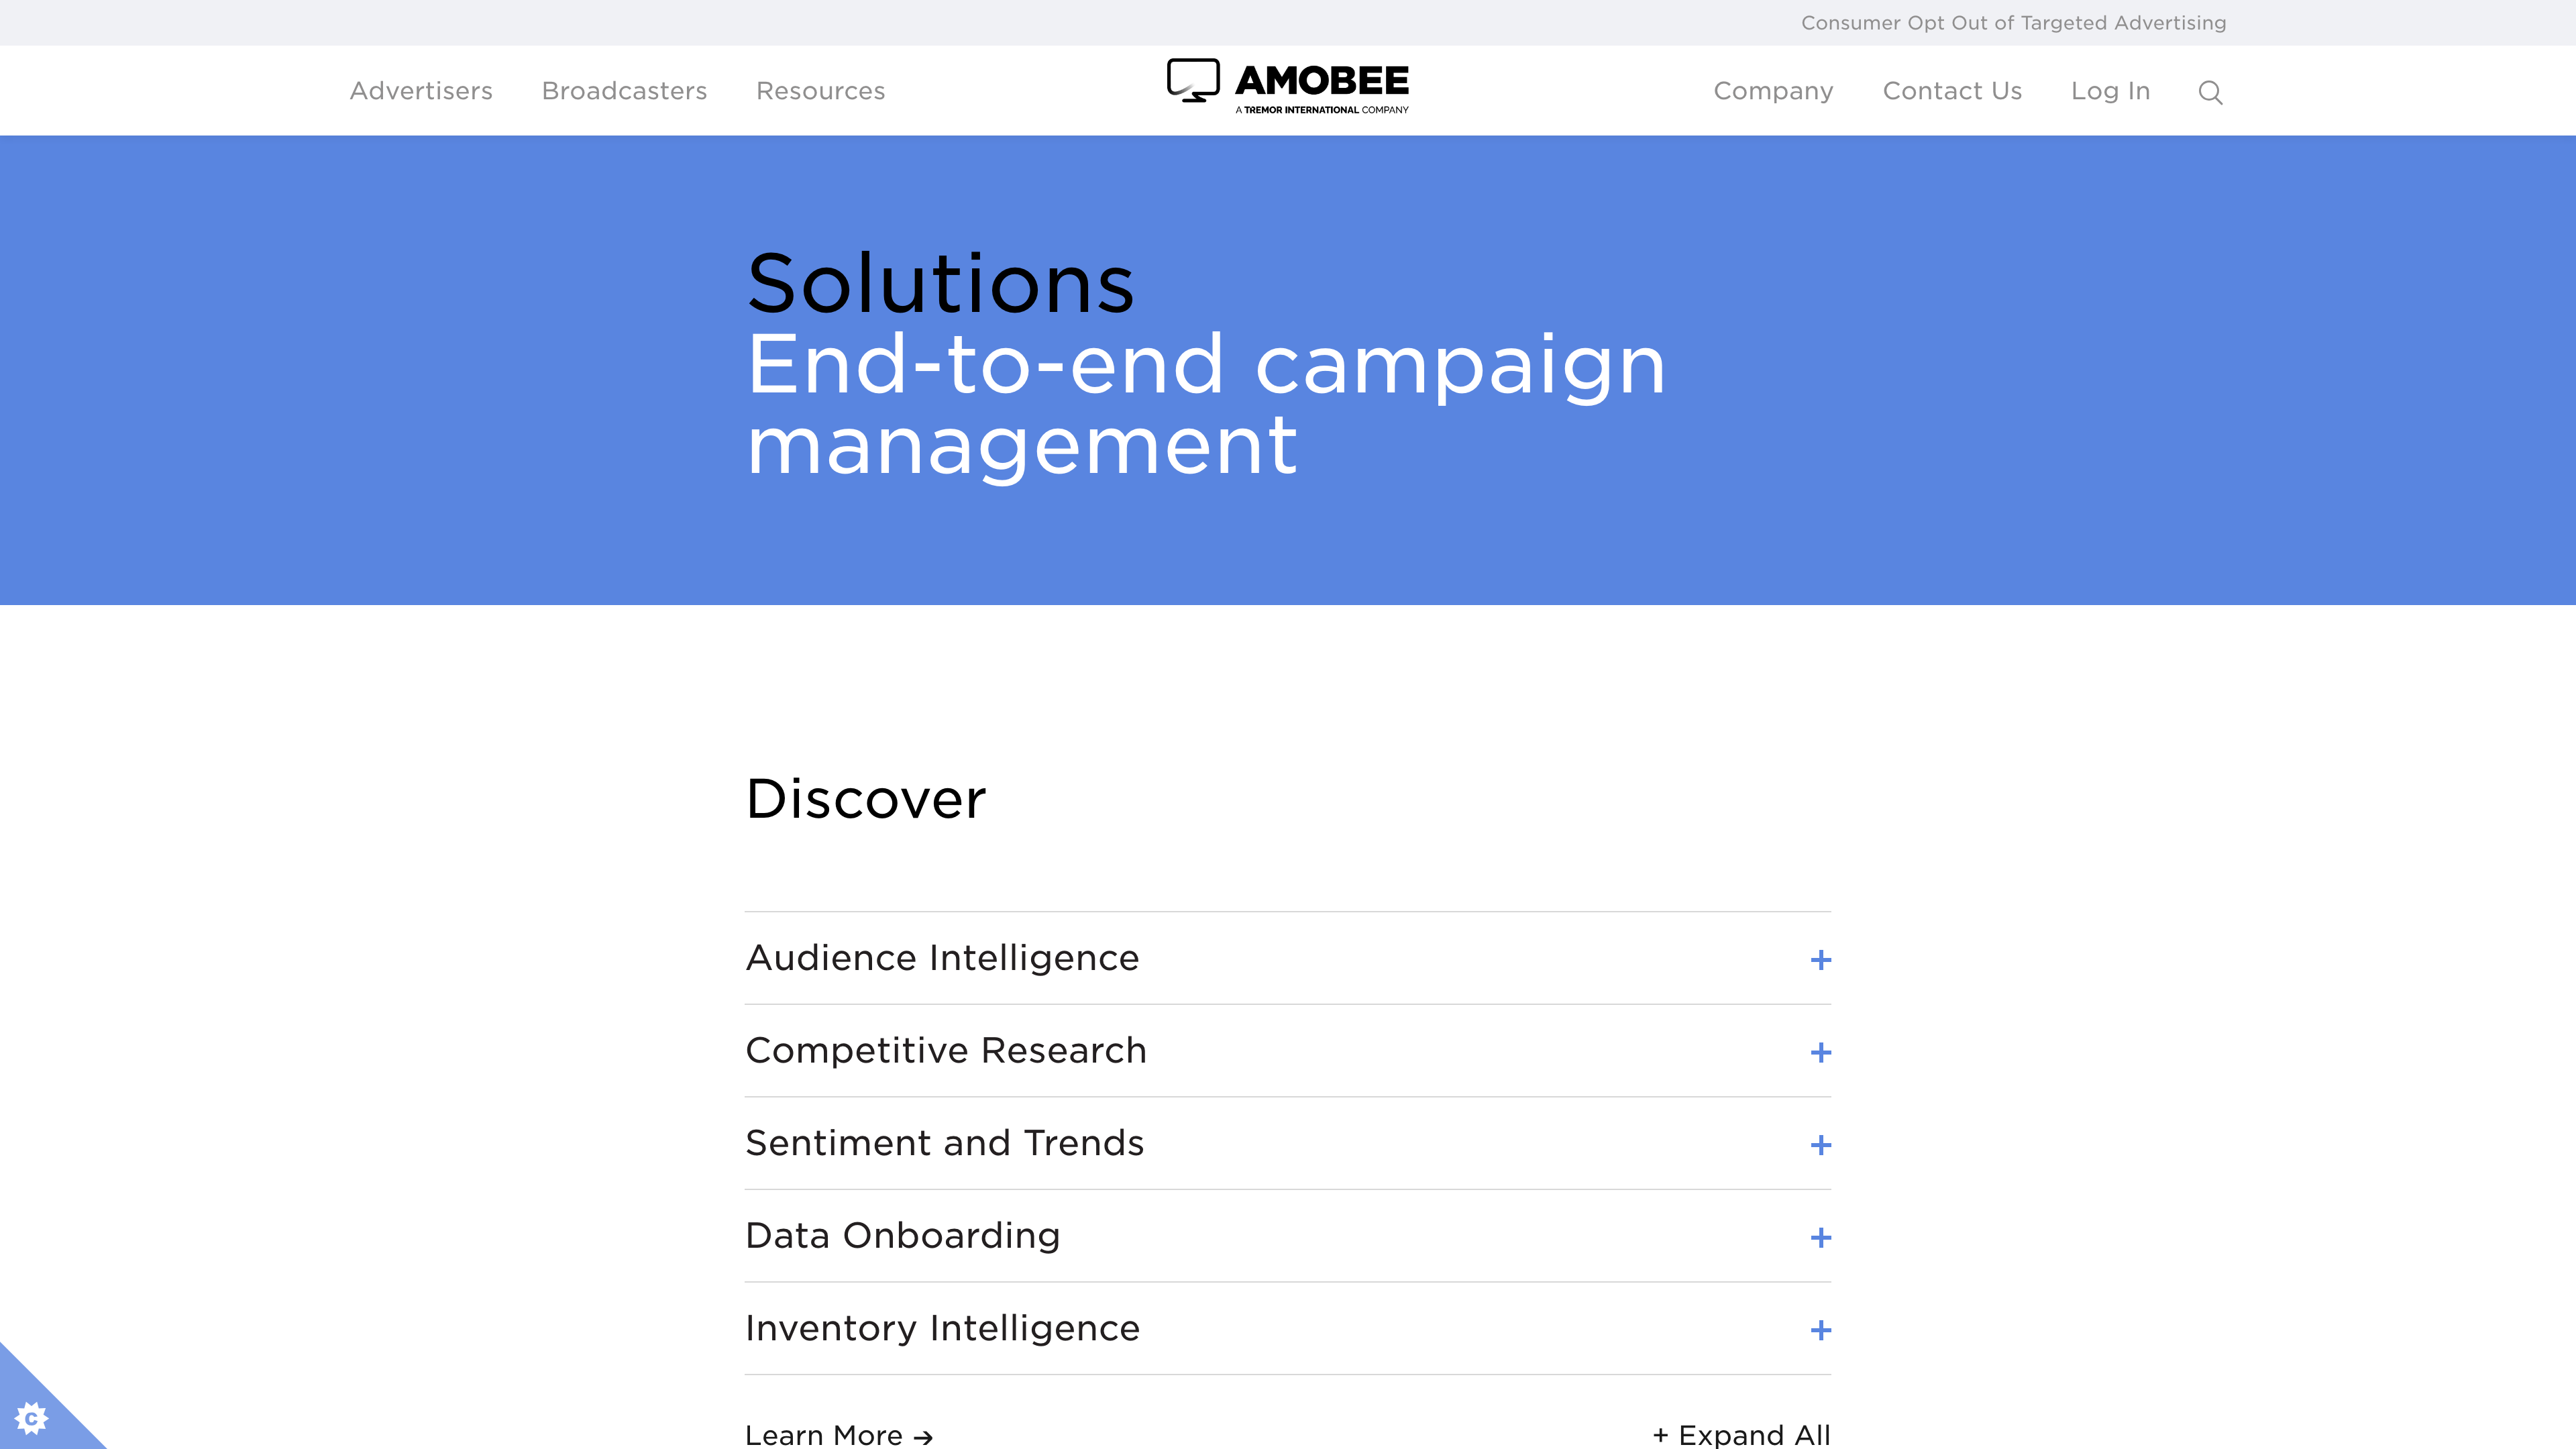 Consumer Opt Out of Targeted Advertising
Advertisers Broadcasters Resources
AMOBEE
A TREMOR INTERNATIONAL COMPANY
Company Contact Us Log In
Solutions
End-to-end campaign
management
Discover
Audience Intelligence +
Competitive Research +
Sentiment and Trends +
Data Onboarding +
Inventory Intelligence +
Learn More → + Expand All
C